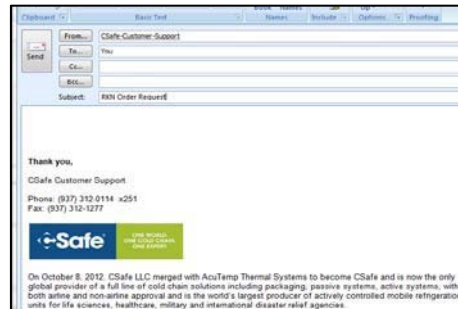 Book Names Up
Clipboard Basic Text Names Include Options Proofing
From... CSafe-Customer-Support
Send To... You
Cc...
Bcc...
Subject: RKN Order Request
Thank you,
CSafe Customer Support
Phone: (937) 312.0114 x251
Fax: (937) 312-1277
CSafe ONE WORLD
ONE COLD CHAIN
ONE EXPERT
On October 8, 2012. CSafe LLC merged with AcuTemp Thermal Systems to become CSafe and is now the only
global provider of a full line of cold chain solutions including packaging, passive systems, active systems, with
both airline and non-airline approval and is the world's largest producer of actively controlled mobile refrigeration
units for life sciences, healthcare, military and international disaster relief agencies.